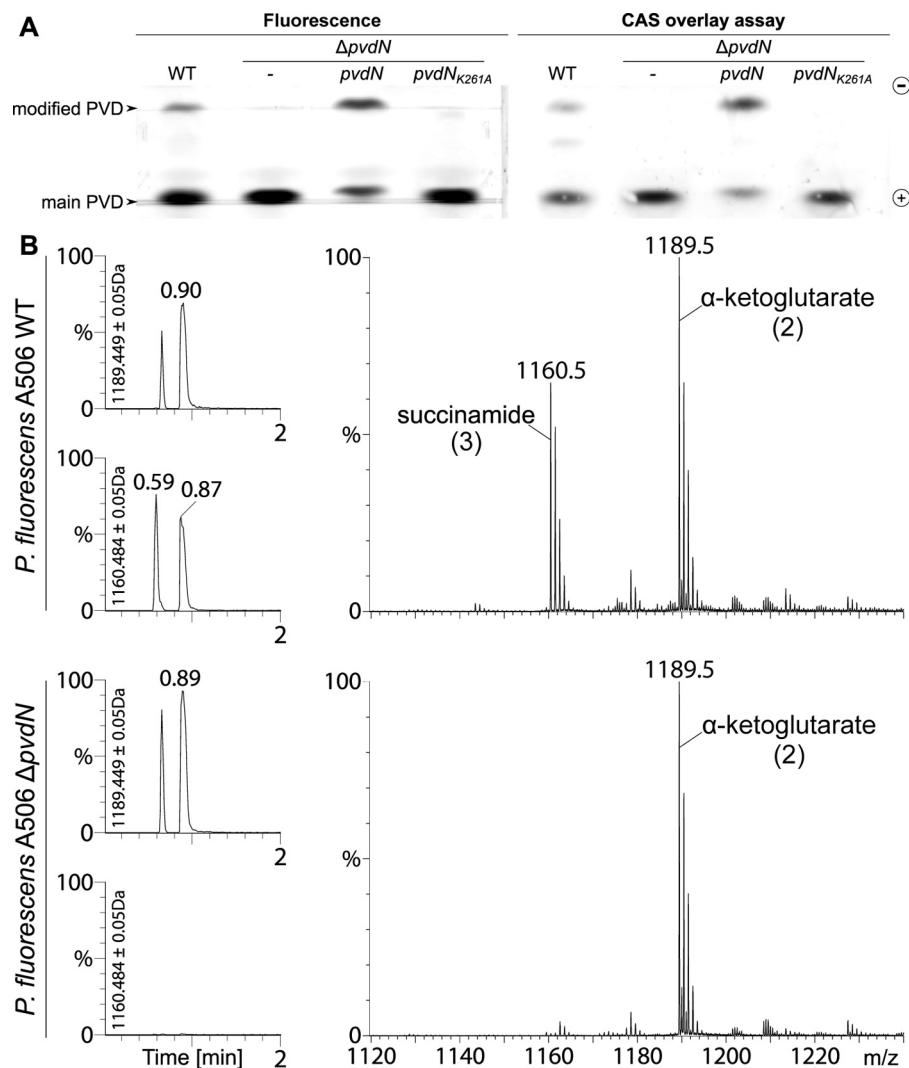 A
Fluorescence
CAS overlay assay
ΔpvdN
ΔpvdN
WT
-
pvdN
pvdNK261A
WT
-
pvdN
pvdNK261A
modified PVD
−
main PVD
+
B
P. fluorescens A506 WT
100
%
0
1189.449 ± 0.05Da
0.90
2
100
%
0
1160.484 ± 0.05Da
0.59
0.87
2
100
%
0
1189.5
α-ketoglutarate
(2)
1160.5
succinamide
(3)
P. fluorescens A506 ΔpvdN
100
%
0
1189.449 ± 0.05Da
0.89
2
100
%
0
1160.484 ± 0.05Da
Time [min]
2
100
%
0
1189.5
α-ketoglutarate
(2)
1120
1140
1160
1180
1200
1220
m/z